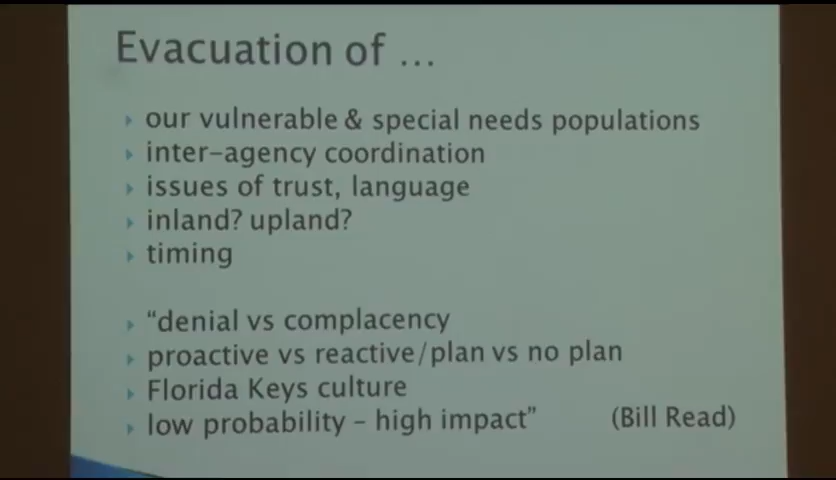 Evacuation of ...
our vulnerable & special needs populations
inter-agency coordination
issues of trust, language
inland? upland?
timing
"denial vs complacency
proactive vs reactive/plan vs no plan
Florida Keys culture
low probability – high impact" (Bill Read)